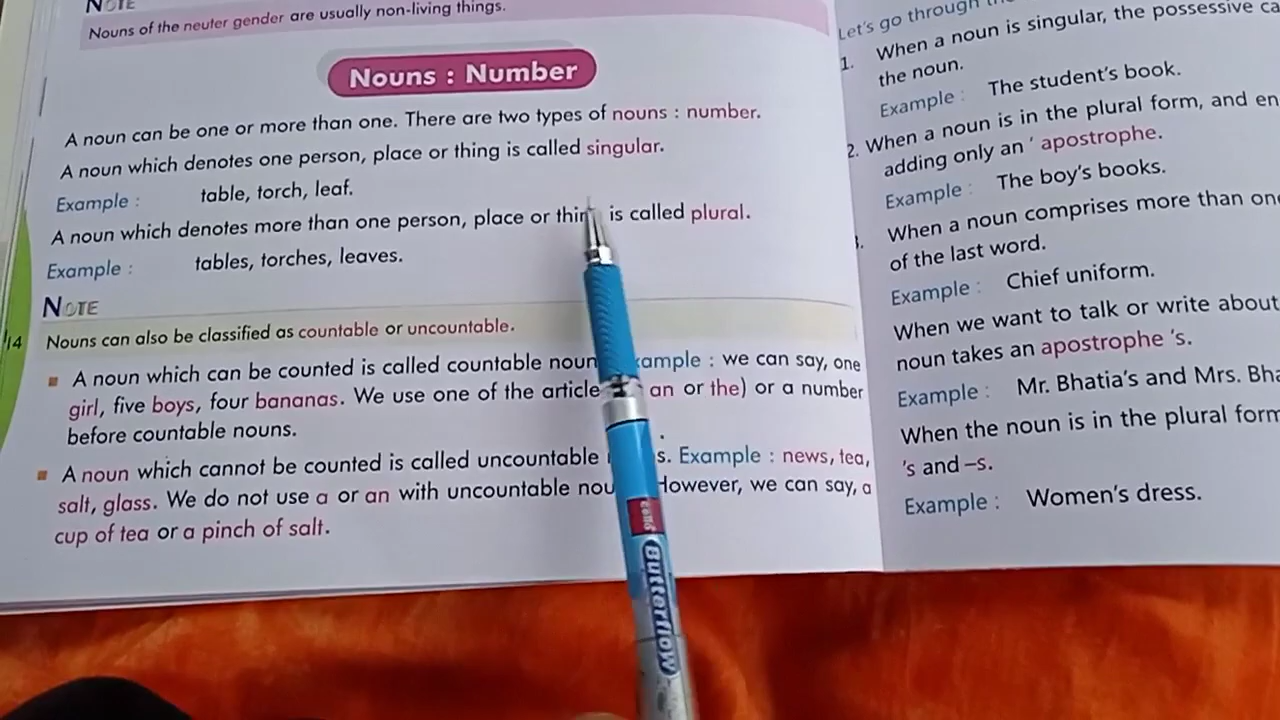 NOTE
Nouns of the neuter gender are usually non-living things.
Nouns : Number
A noun can be one or more than one. There are two types of nouns : number.
A noun which denotes one person, place or thing is called singular.
Example : table, torch, leaf.
A noun which denotes more than one person, place or thin is called plural.
Example : tables, torches, leaves.
NOTE
14
Nouns can also be classified as countable or uncountable.
A noun which can be counted is called countable noun ample : we can say, one
girl, five boys, four bananas. We use one of the article an or the) or a number
before countable nouns.
A noun which cannot be counted is called uncountable s. Example : news, tea,
salt, glass. We do not use a or an with uncountable nou However, we can say, a
cup of tea or a pinch of salt.
Let's go through
1. When a noun is singular, the possessive ca
the noun.
Example : The student's book.
2. When a noun is in the plural form, and en
adding only an ' apostrophe.
Example : The boy's books.
When a noun comprises more than one
of the last word.
Example : Chief uniform.
When we want to talk or write about
noun takes an apostrophe 's.
Example : Mr. Bhatia's and Mrs. Bha
When the noun is in the plural form
's and –s.
Example : Women's dress.
cello
Butterflow